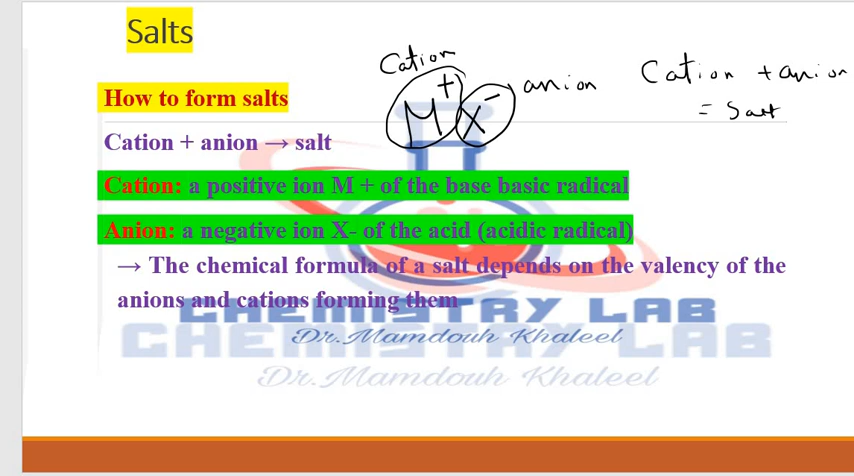 Salts
Cation
M+ X- anion
Cation + anion
= Salt
How to form salts
Cation + anion → salt
Cation: a positive ion M + of the base basic radical
Anion: a negative ion X- of the acid (acidic radical)
→ The chemical formula of a salt depends on the valency of the
anions and cations forming them
CHEMISTRY LAB
Dr.Mamdouh Khaleel
CHEMISTRY LAB
Dr.Mamdouh Khaleel